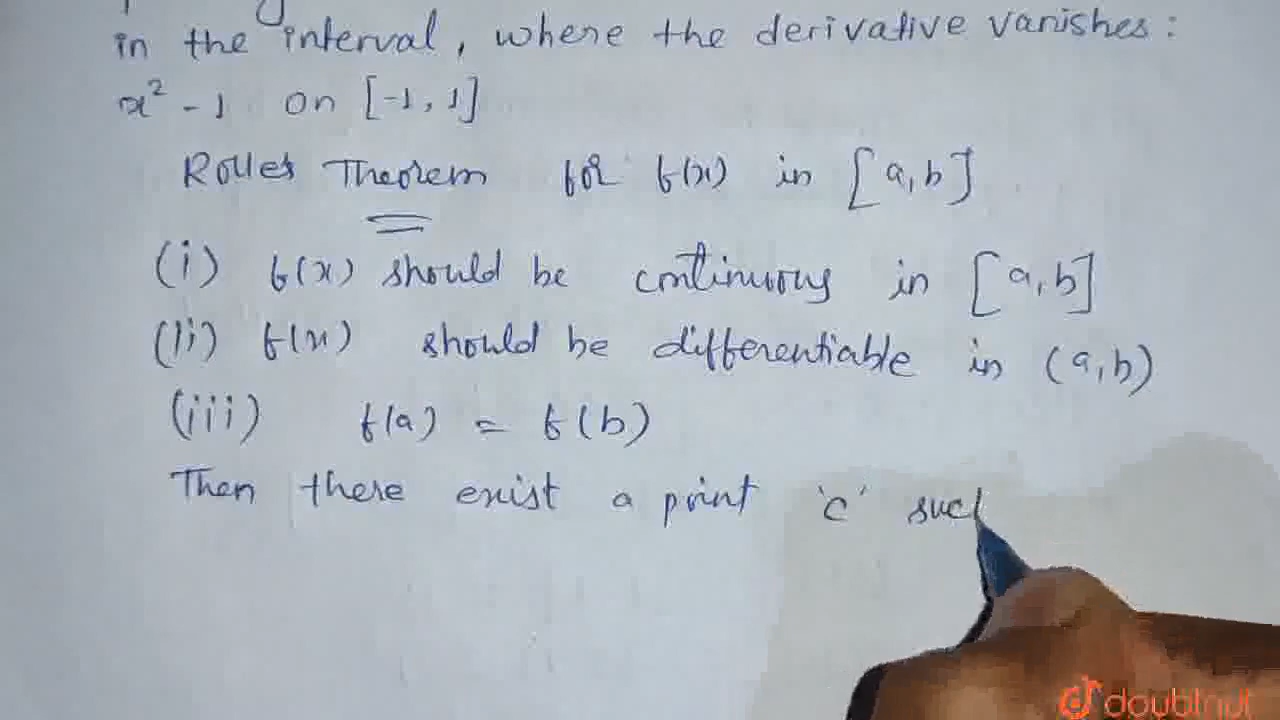 in the interval, where the derivative vanishes:
x² - 1 on [-1, 1]
Rolle's Theorem for f(x) in [a, b]
(i) f(x) should be continuous in [a, b]
(ii) f(x) should be differentiable in (a, b)
(iii) f(a) = f(b)
Then there exist a point 'c' such
doubtnut